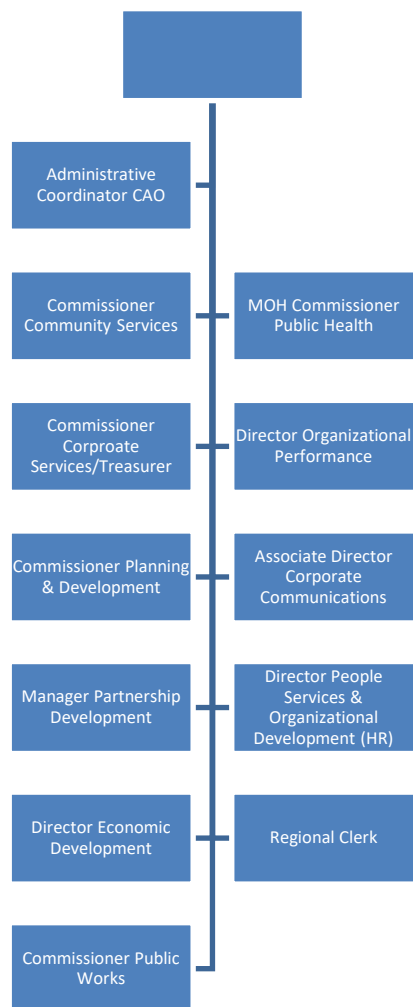 Administrative
Coordinator CAO
Commissioner
Community Services
MOH Commissioner
Public Health
Commissioner
Corproate
Services/Treasurer
Director Organizational
Performance
Commissioner Planning
& Development
Associate Director
Corporate
Communications
Manager Partnership
Development
Director People
Services &
Organizational
Development (HR)
Director Economic
Development
Regional Clerk
Commissioner Public
Works